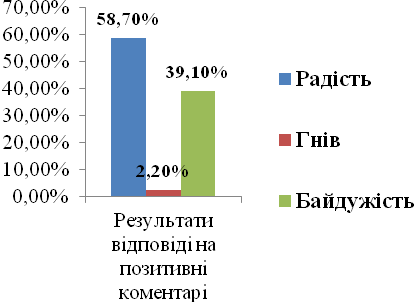 70,00%
60,00%
50,00%
40,00%
30,00%
20,00%
10,00%
0,00%
58,70%
2,20%
39,10%
Результати
відповіді на
позитивні
коментарі
Радість
Гнів
Байдужість